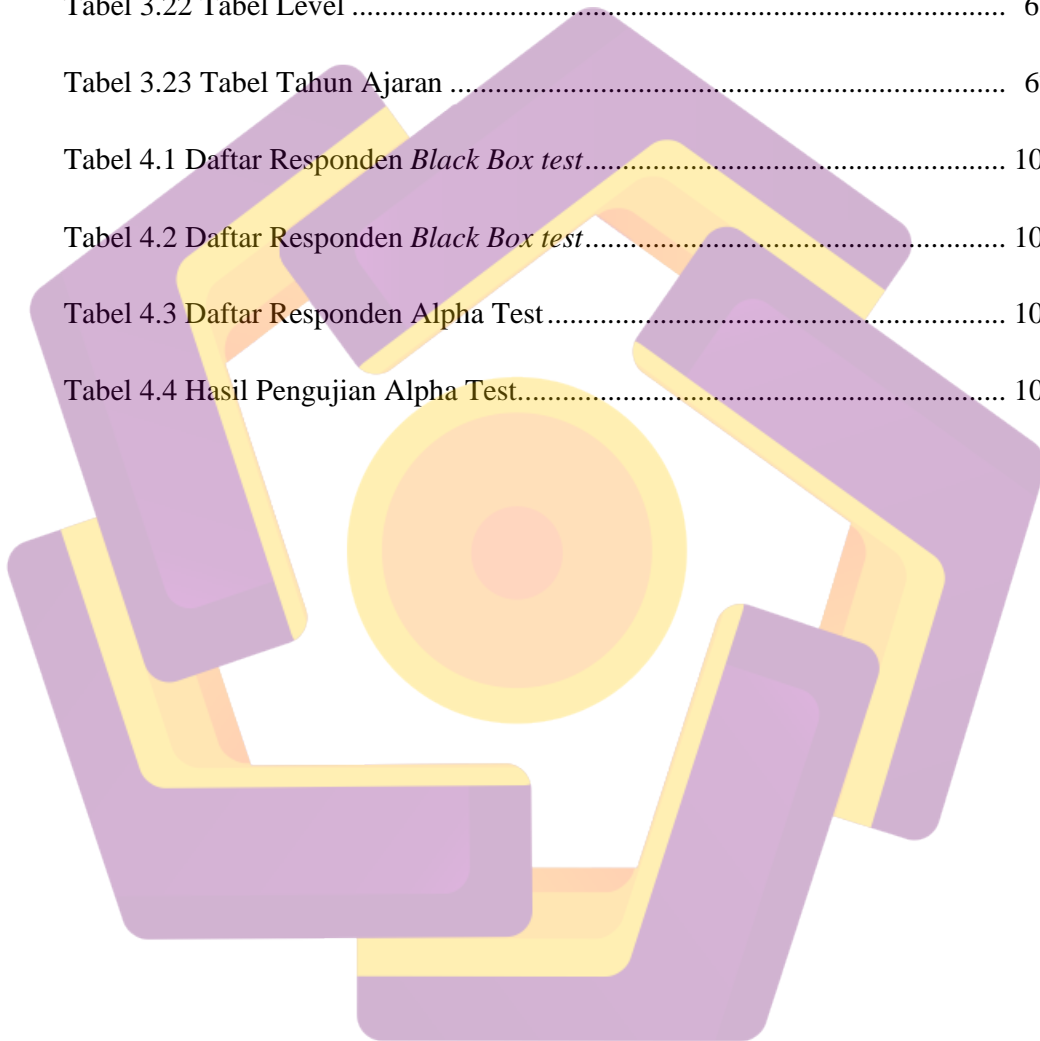 Tabel 3.22 Tabel Level ........................................................................................ 6
Tabel 3.23 Tabel Tahun Ajaran .......................................................................... 6
Tabel 4.1 Daftar Responden Black Box test........................................................ 10
Tabel 4.2 Daftar Responden Black Box test........................................................ 10
Tabel 4.3 Daftar Responden Alpha Test ............................................................. 10
Tabel 4.4 Hasil Pengujian Alpha Test................................................................. 10